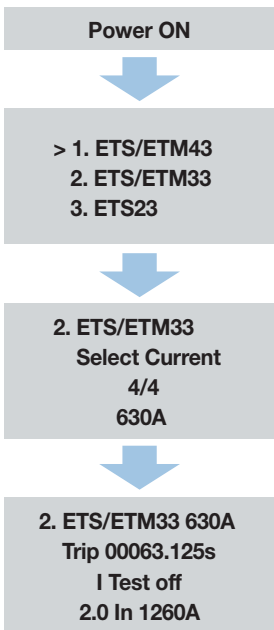 Power ON
> 1. ETS/ETM43
2. ETS/ETM33
3. ETS23
2. ETS/ETM33
Select Current
4/4
630A
2. ETS/ETM33 630A
Trip 00063.125s
I Test off
2.0 In 1260A